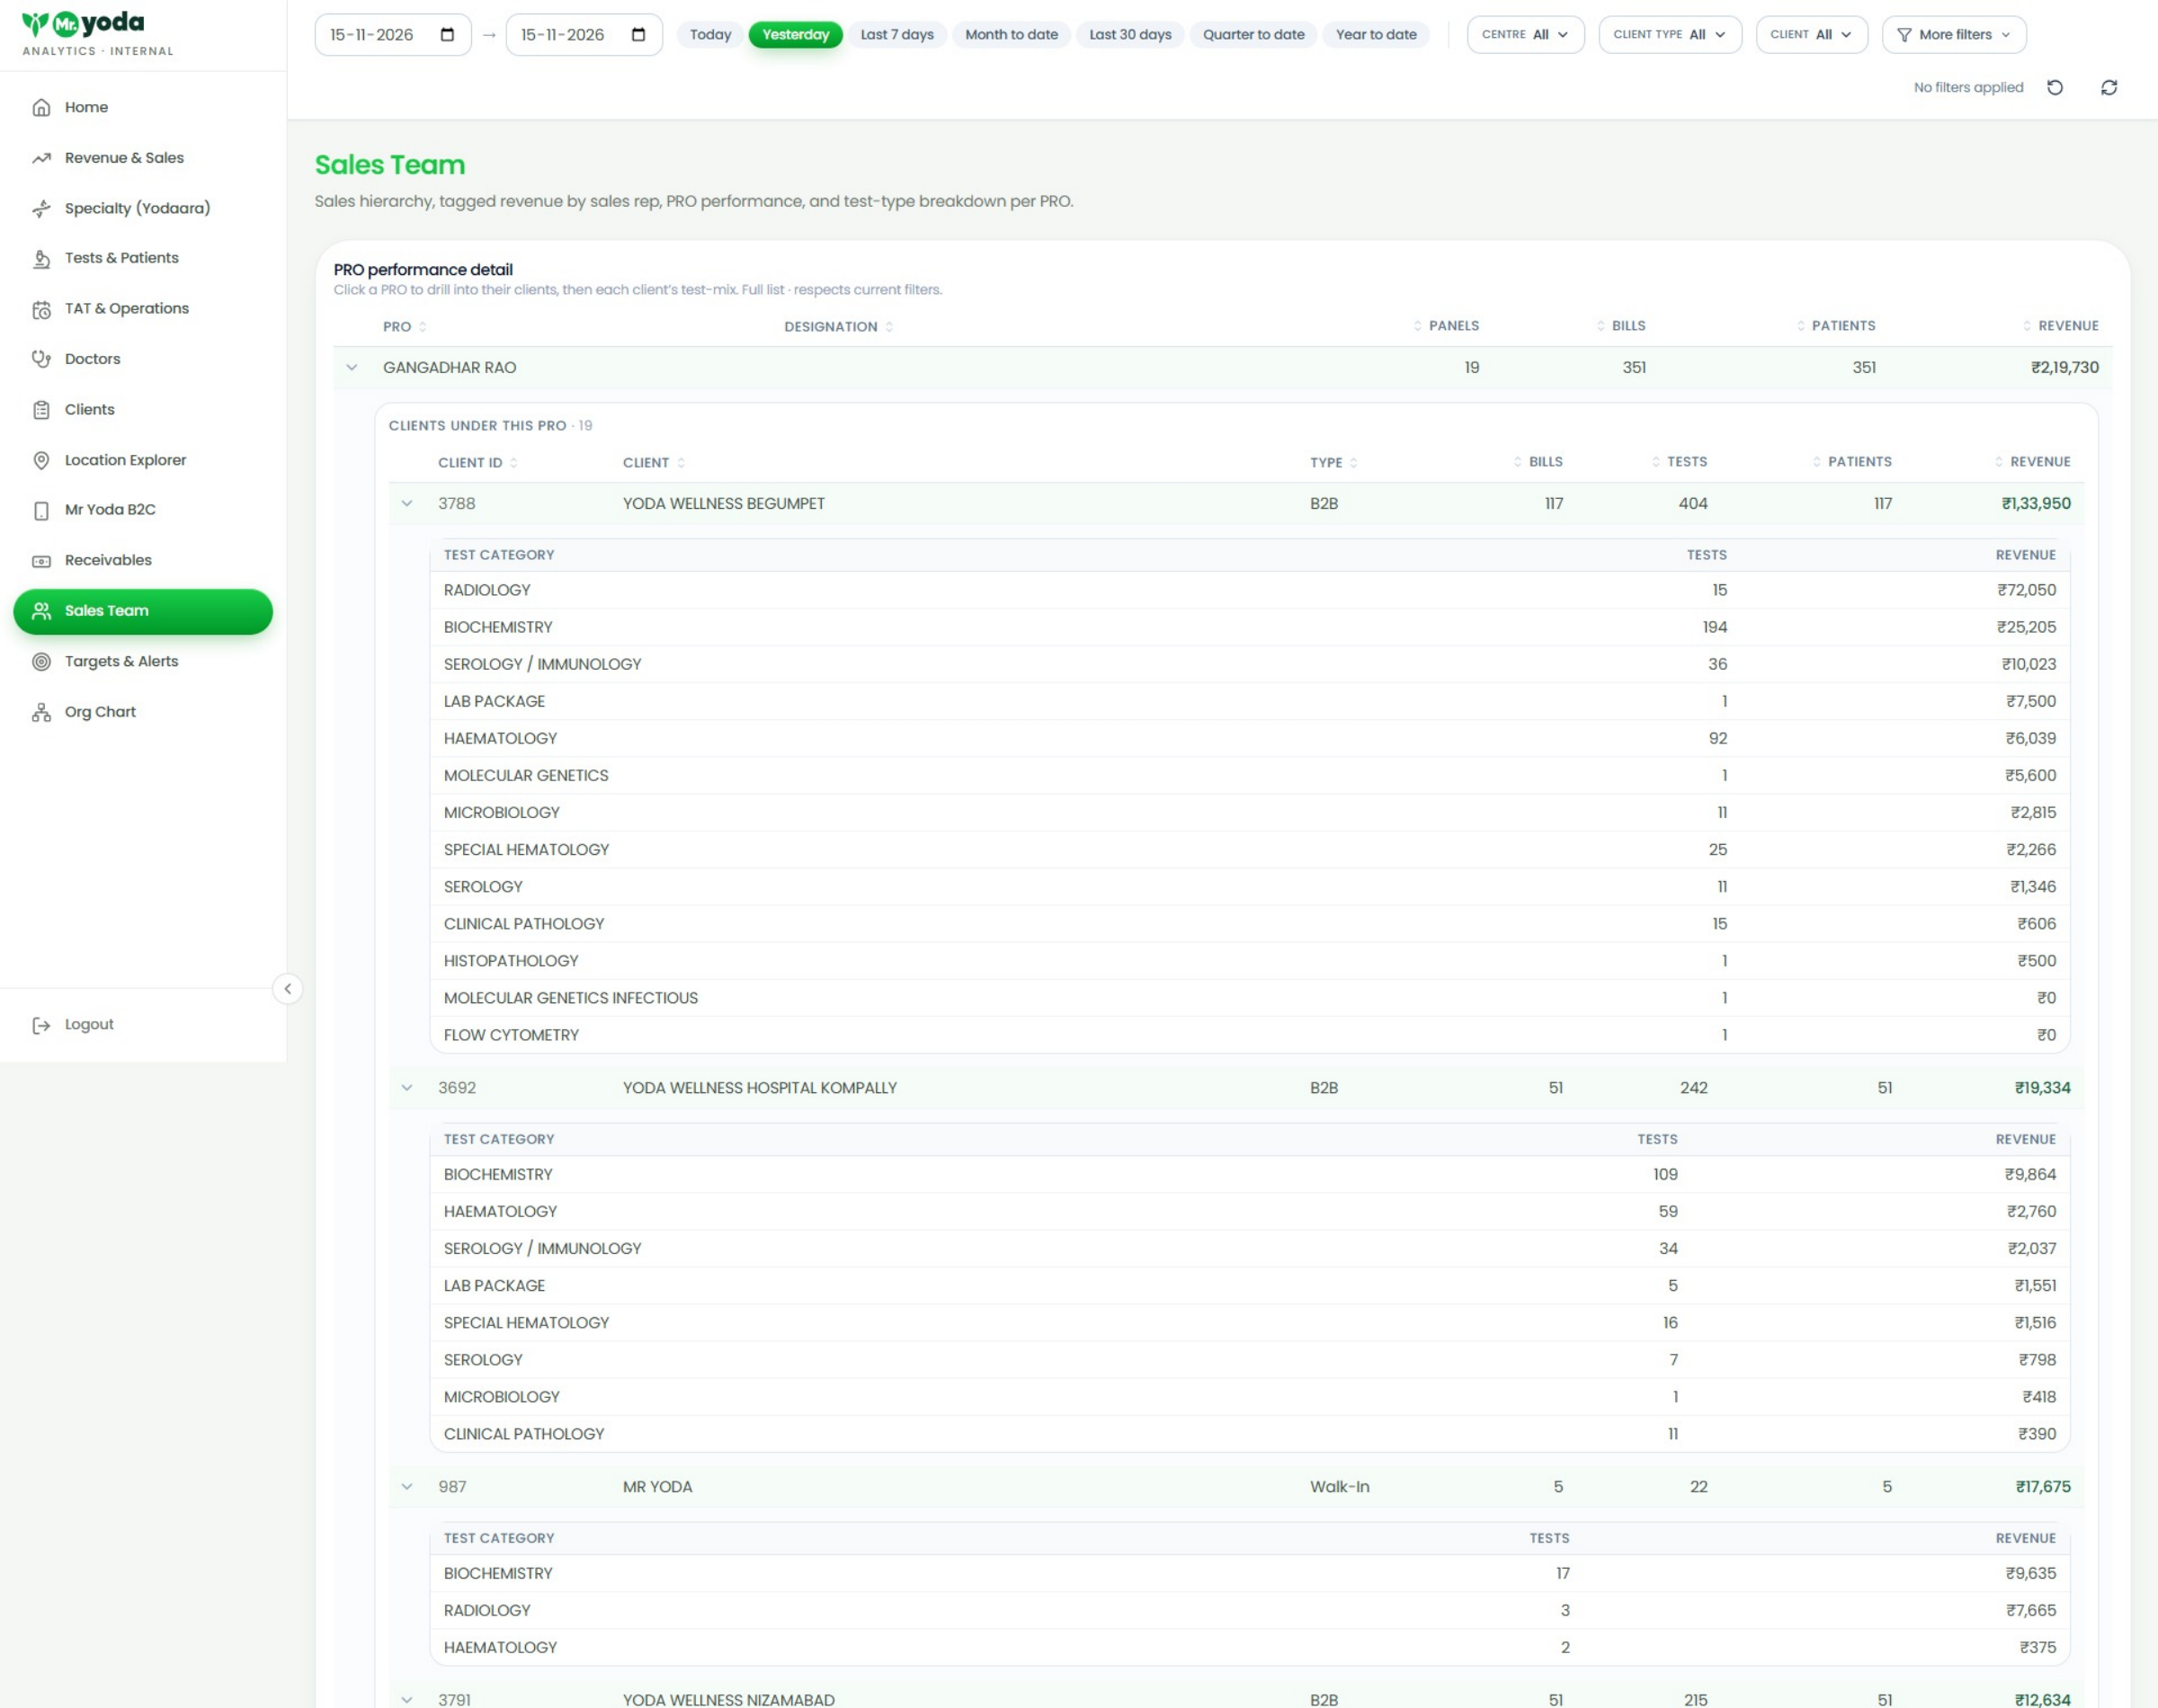 Mr. yoda
ANALYTICS · INTERNAL
Home
Revenue & Sales
Specialty (Yodaara)
Tests & Patients
TAT & Operations
Doctors
Clients
Location Explorer
Mr Yoda B2C
Receivables
Sales Team
Targets & Alerts
Org Chart
Logout
15-11-2026 → 15-11-2026 Today Yesterday Last 7 days Month to date Last 30 days Quarter to date Year to date CENTRE All CLIENT TYPE All CLIENT All More filters
No filters applied
Sales Team
Sales hierarchy, tagged revenue by sales rep, PRO performance, and test-type breakdown per PRO.
PRO performance detail
Click a PRO to drill into their clients, then each client's test-mix. Full list · respects current filters.
PRO DESIGNATION PANELS BILLS PATIENTS REVENUE
GANGADHAR RAO 19 351 351 ₹2,19,730
CLIENTS UNDER THIS PRO · 19
CLIENT ID CLIENT TYPE BILLS TESTS PATIENTS REVENUE
3788 YODA WELLNESS BEGUMPET B2B 117 404 117 ₹1,33,950
TEST CATEGORY TESTS REVENUE
RADIOLOGY 15 ₹72,050
BIOCHEMISTRY 194 ₹25,205
SEROLOGY / IMMUNOLOGY 36 ₹10,023
LAB PACKAGE 1 ₹7,500
HAEMATOLOGY 92 ₹6,039
MOLECULAR GENETICS 1 ₹5,600
MICROBIOLOGY 11 ₹2,815
SPECIAL HEMATOLOGY 25 ₹2,266
SEROLOGY 11 ₹1,346
CLINICAL PATHOLOGY 15 ₹606
HISTOPATHOLOGY 1 ₹500
MOLECULAR GENETICS INFECTIOUS 1 ₹0
FLOW CYTOMETRY 1 ₹0
3692 YODA WELLNESS HOSPITAL KOMPALLY B2B 51 242 51 ₹19,334
TEST CATEGORY TESTS REVENUE
BIOCHEMISTRY 109 ₹9,864
HAEMATOLOGY 59 ₹2,760
SEROLOGY / IMMUNOLOGY 34 ₹2,037
LAB PACKAGE 5 ₹1,551
SPECIAL HEMATOLOGY 16 ₹1,516
SEROLOGY 7 ₹798
MICROBIOLOGY 1 ₹418
CLINICAL PATHOLOGY 11 ₹390
987 MR YODA Walk-In 5 22 5 ₹17,675
TEST CATEGORY TESTS REVENUE
BIOCHEMISTRY 17 ₹9,635
RADIOLOGY 3 ₹7,665
HAEMATOLOGY 2 ₹375
3791 YODA WELLNESS NIZAMABAD B2B 51 215 51 ₹12,634